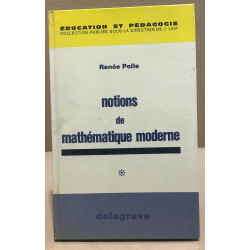 ÉDUCATION ET PÉDAGOGIE
COLLECTION PUBLIÉE SOUS LA DIRECTION DE J. LEIF
Renée Polle
notions
de
mathématique moderne
*
delagrave